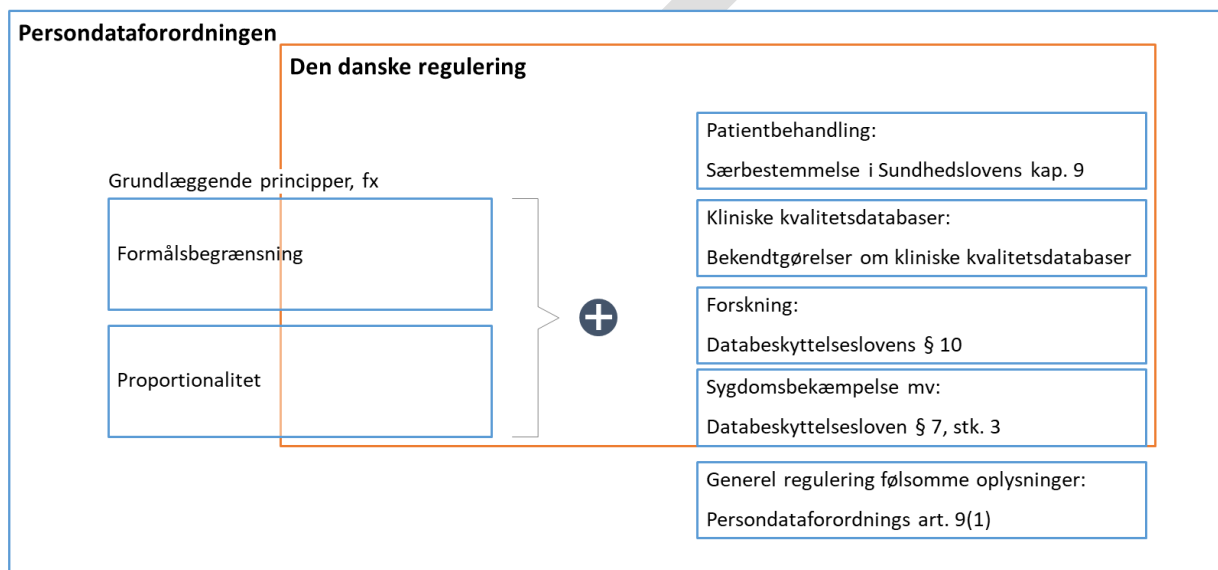 Persondataforordningen
Den danske regulering
Grundlæggende principper, fx
Formålsbegrænsning
Proportionalitet
Patientbehandling:
Særbestemmelse i Sundhedslovens kap. 9
Kliniske kvalitetsdatabaser:
Bekendtgørelser om kliniske kvalitetsdatabaser
Forskning:
Databeskyttelseslovens § 10
Sygdomsbekæmpelse mv:
Databeskyttelsesloven § 7, stk. 3
Generel regulering følsomme oplysninger:
Persondataforordnings art. 9(1)